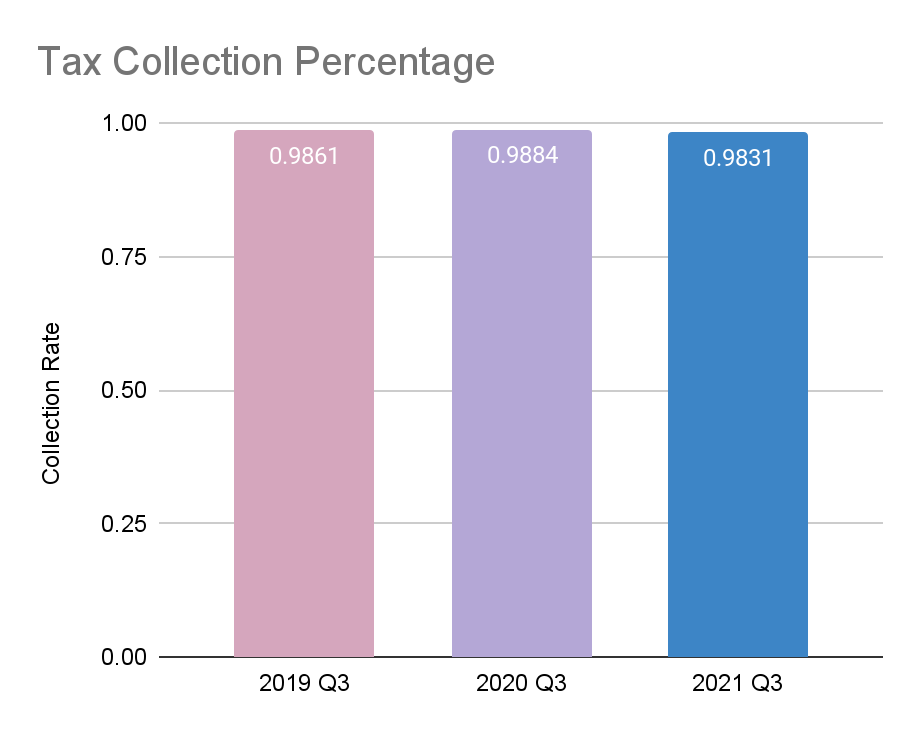 Tax Collection Percentage
1.00
0.75
0.50
0.25
0.00
Collection Rate
0.9861
0.9884
0.9831
2019 Q3
2020 Q3
2021 Q3